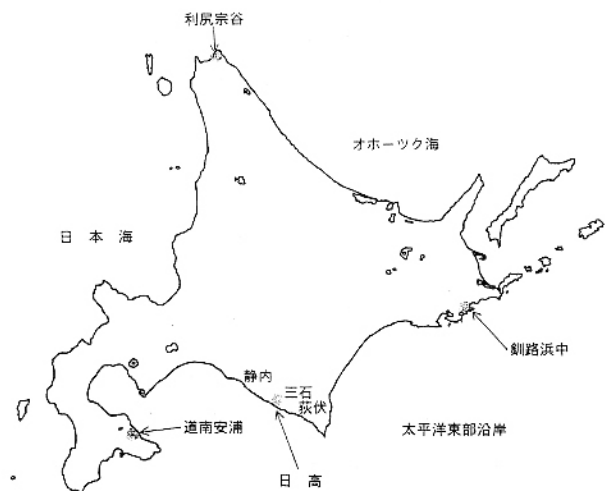 利尻宗谷
オホーツク海
日本海
釧路浜中
静内
三石
荻伏
道南安浦
太平洋東部沿岸
日高